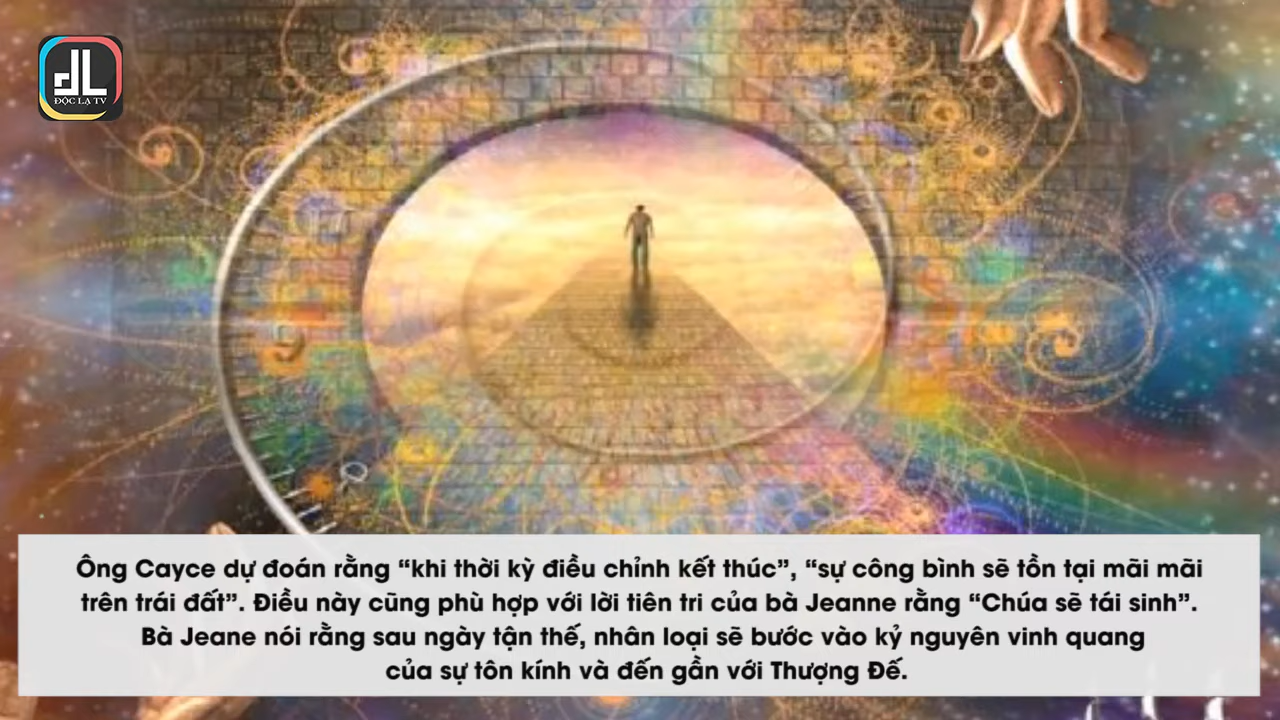 ĐỘC LẠ TV
Ông Cayce dự đoán rằng “khi thời kỳ điều chỉnh kết thúc”, “sự công bình sẽ tồn tại mãi mãi
trên trái đất”. Điều này cũng phù hợp với lời tiên tri của bà Jeanne rằng “Chúa sẽ tái sinh”.
Bà Jeane nói rằng sau ngày tận thế, nhân loại sẽ bước vào kỷ nguyên vinh quang
của sự tôn kính và đến gần với Thượng Đế.